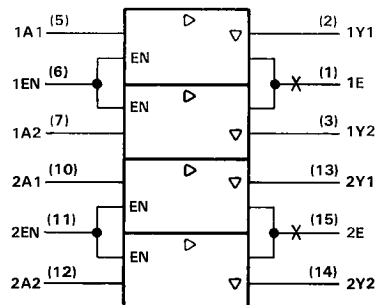 1A1 (5) (2) 1Y1
EN
1EN (6) (1) 1E
EN
1A2 (7) (3) 1Y2
2A1 (10) (13) 2Y1
EN
2EN (11) (15) 2E
EN
2A2 (12) (14) 2Y2